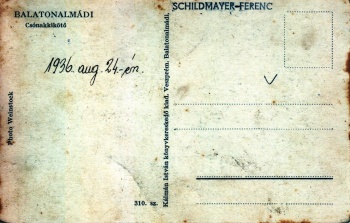 BALATONALMÁDI
Csónakkikötő
1936. aug. 24-én.
Photo Weinstock
310. sz.
Kálmán István könyvkereskedő kiad. Veszprém, Balatonalmádi.
SCHILDMAYER-FERENC